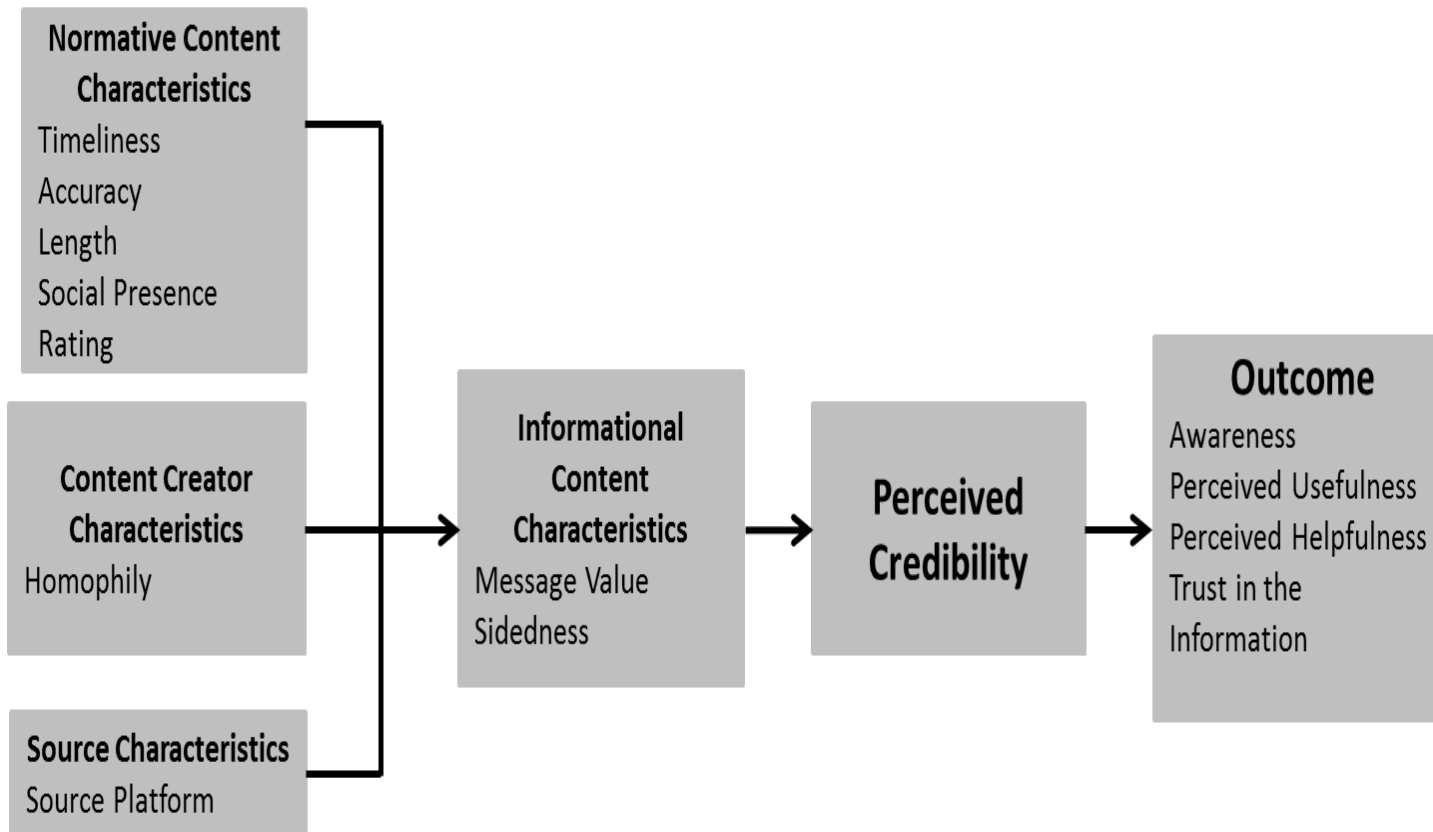 Normative Content
Characteristics
Timeliness
Accuracy
Length
Social Presence
Rating
Content Creator
Characteristics
Homophily
Source Characteristics
Source Platform
Informational
Content
Characteristics
Message Value
Sidedness
Perceived
Credibility
Outcome
Awareness
Perceived Usefulness
Perceived Helpfulness
Trust in the
Information